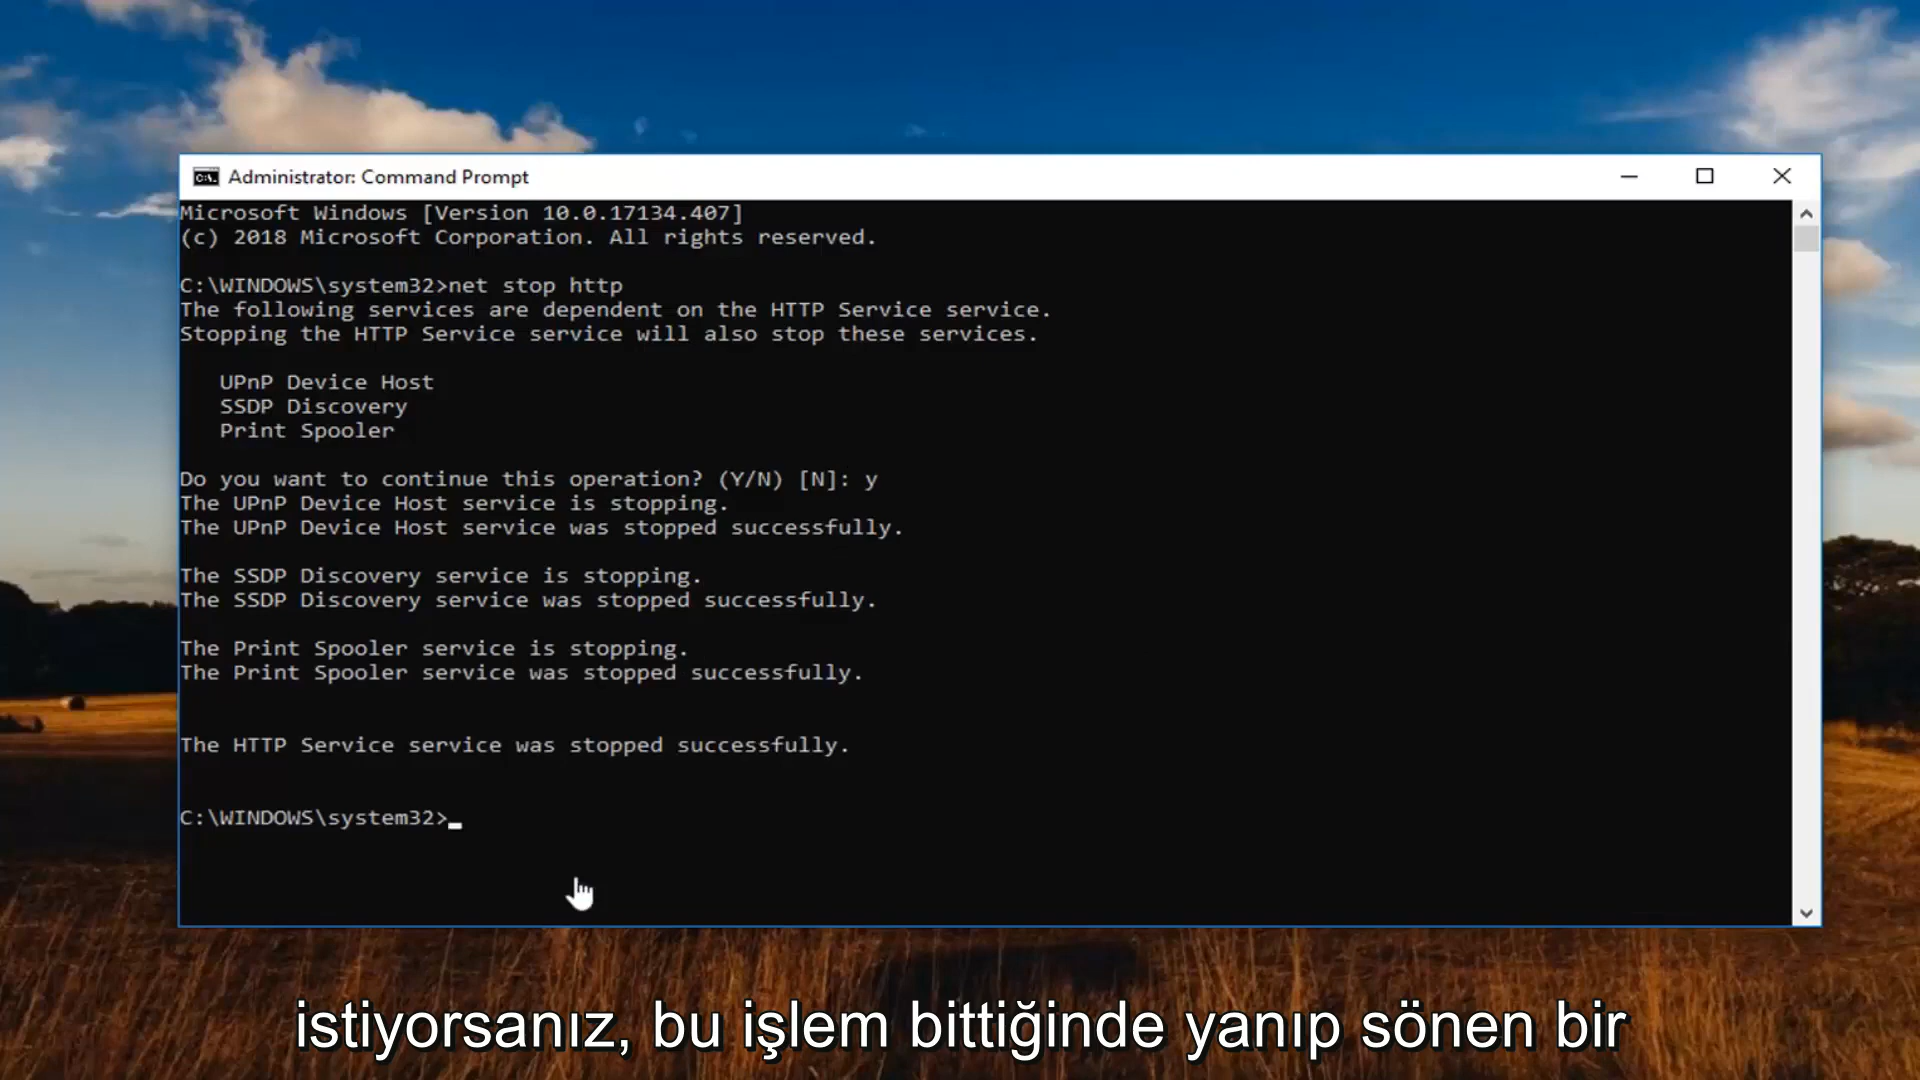 Administrator: Command Prompt
Microsoft Windows [Version 10.0.17134.407]
(c) 2018 Microsoft Corporation. All rights reserved.
C:\WINDOWS\system32>net stop http
The following services are dependent on the HTTP Service service.
Stopping the HTTP Service service will also stop these services.
UPnP Device Host
SSDP Discovery
Print Spooler
Do you want to continue this operation? (Y/N) [N]: y
The UPnP Device Host service is stopping.
The UPnP Device Host service was stopped successfully.
The SSDP Discovery service is stopping.
The SSDP Discovery service was stopped successfully.
The Print Spooler service is stopping.
The Print Spooler service was stopped successfully.
The HTTP Service service was stopped successfully.
C:\WINDOWS\system32>
istiyorsanız, bu işlem bittiğinde yanıp sönen bir